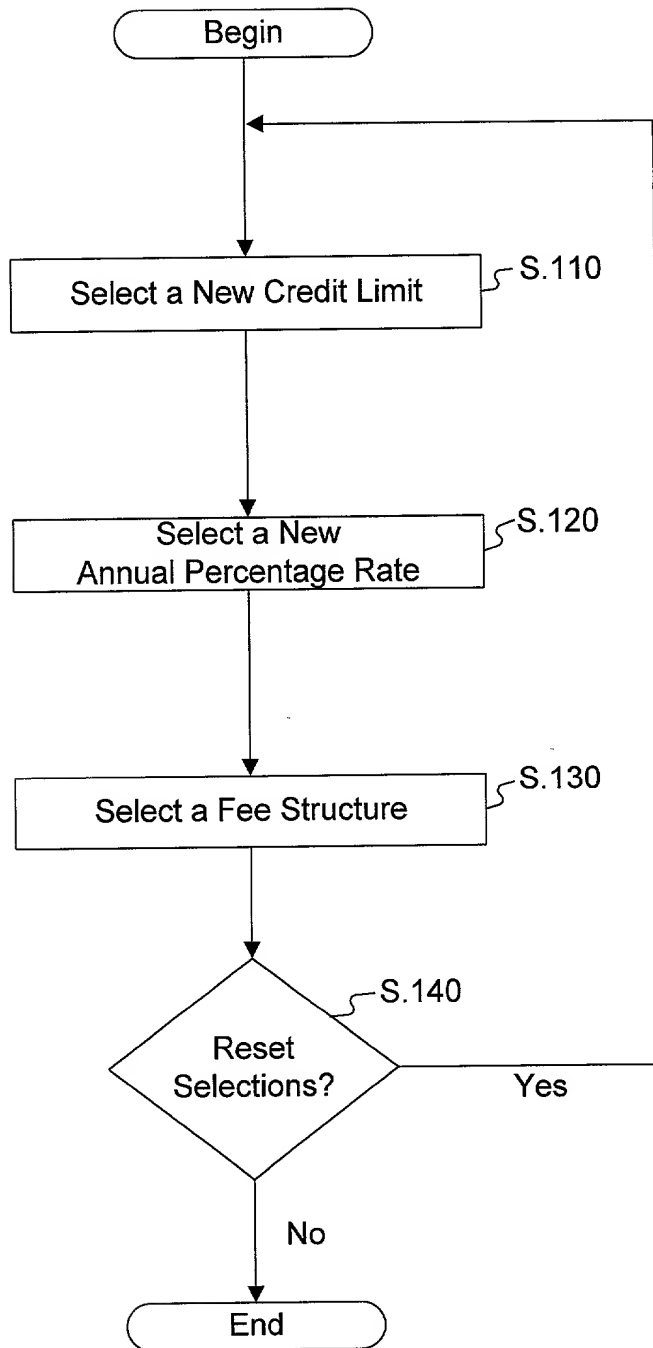 Begin
Select a New Credit Limit
S.110
Select a New
Annual Percentage Rate
S.120
Select a Fee Structure
S.130
Reset
Selections?
S.140
Yes
No
End